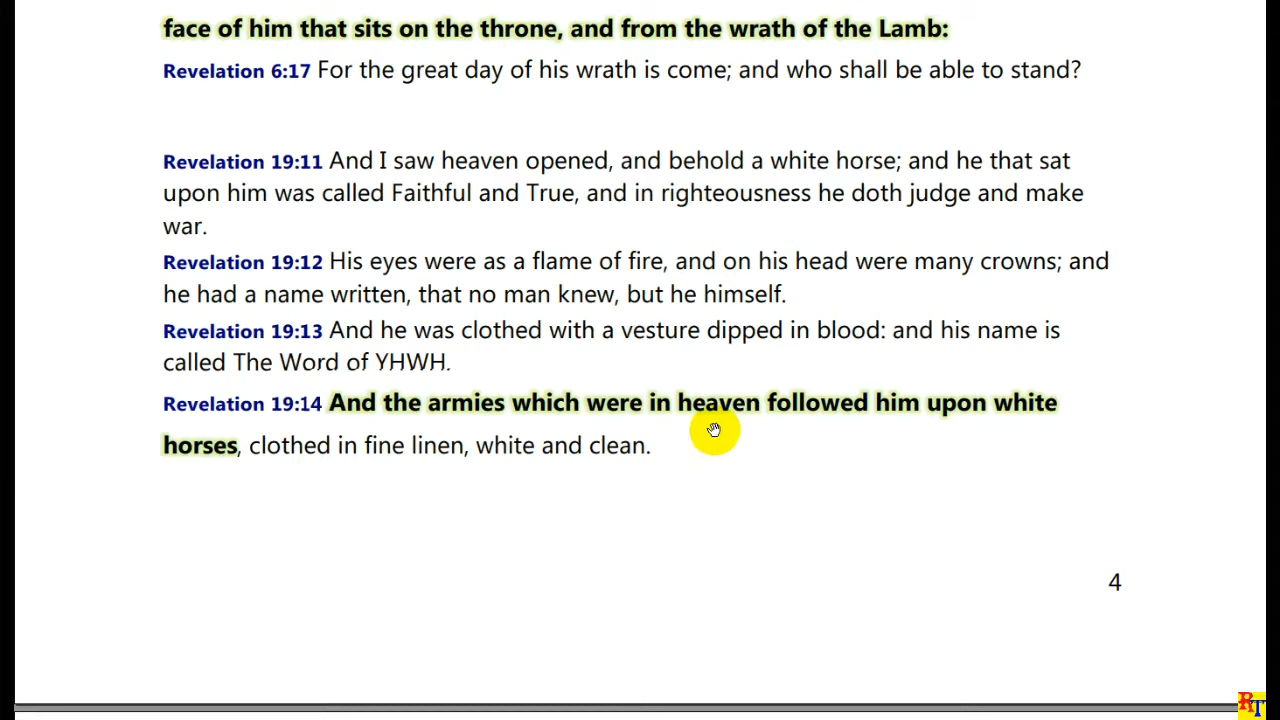 face of him that sits on the throne, and from the wrath of the Lamb:
Revelation 6:17 For the great day of his wrath is come; and who shall be able to stand?
Revelation 19:11 And I saw heaven opened, and behold a white horse; and he that sat
upon him was called Faithful and True, and in righteousness he doth judge and make
war.
Revelation 19:12 His eyes were as a flame of fire, and on his head were many crowns; and
he had a name written, that no man knew, but he himself.
Revelation 19:13 And he was clothed with a vesture dipped in blood: and his name is
called The Word of YHWH.
Revelation 19:14 And the armies which were in heaven followed him upon white
horses, clothed in fine linen, white and clean.
4
RT